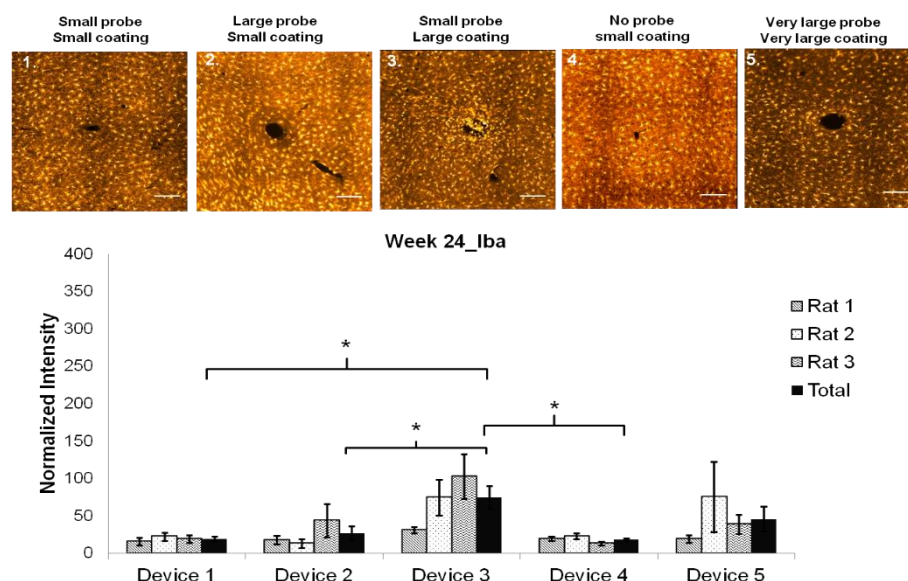 Small probe
Small coating
Large probe
Small coating
Small probe
Large coating
No probe
small coating
Very large probe
Very large coating
1.
2.
3.
4
5.
Week 24_Iba
Normalized Intensity
400
350
300
250
200
150
100
50
0
*
*
*
Rat 1
Rat 2
Rat 3
Total
Device 1
Device 2
Device 3
Device 4
Device 5